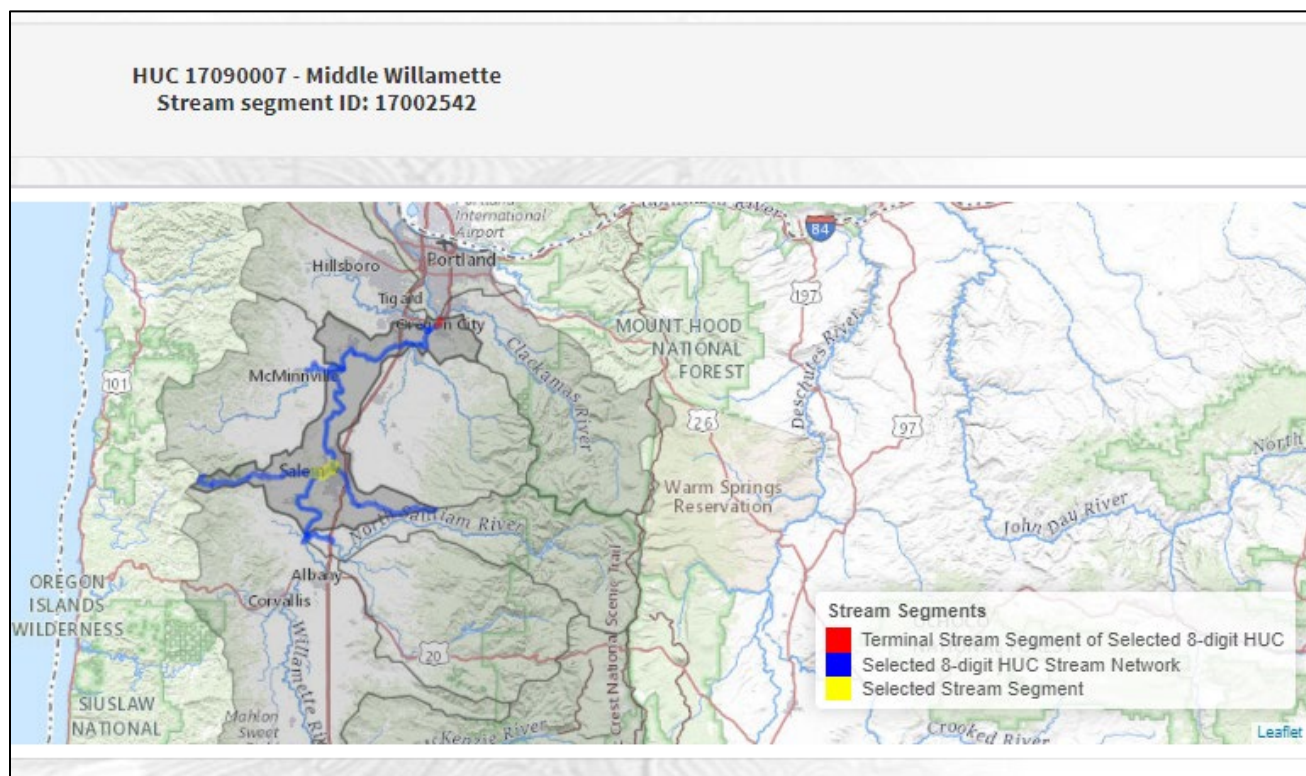 HUC 17090007 - Middle Willamette
Stream segment ID: 17002542
International
Airport
84
Portland
Hillsboro
Tigard
Oregon City
197
MOUNT HOOD
NATIONAL
FOREST
Clackamas River
Deschutes River
McMinnville
101
26
97
North
Salem
Warm Springs
Reservation
North Santiam River
John Day River
Albany
OREGON
ISLANDS
WILDERNESS
Corvallis
Willamette
20
Crest National Scenic Trail
Stream Segments
Terminal Stream Segment of Selected 8-digit HUC
Selected 8-digit HUC Stream Network
Selected Stream Segment
SIUSLAW
NATIONAL
Mahlon
Sweet
McKenzie River
Crooked River
Leaflet